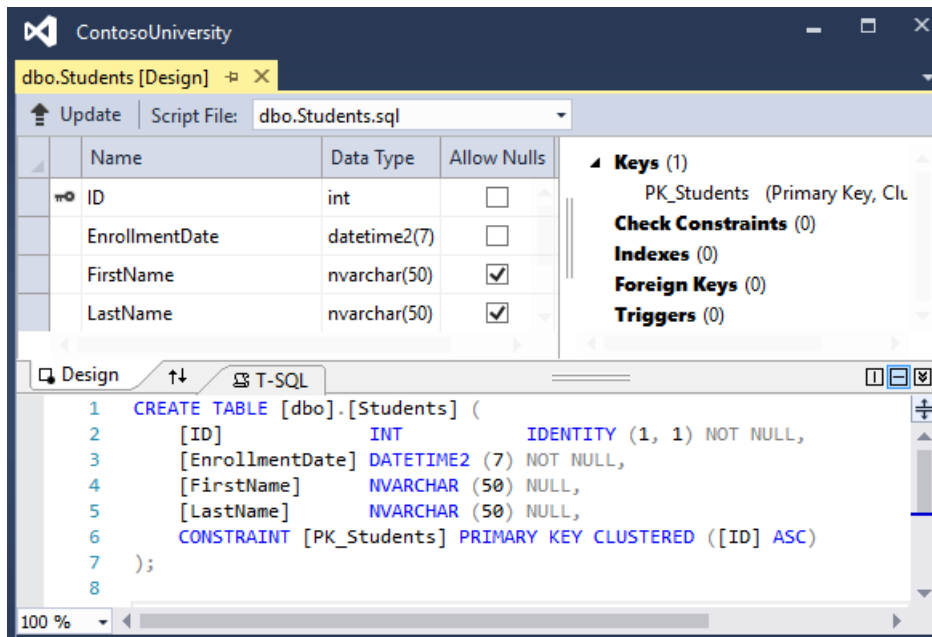 ContosoUniversity
dbo.Students [Design]
Update Script File: dbo.Students.sql
Name Data Type Allow Nulls
ID int
EnrollmentDate datetime2(7)
FirstName nvarchar(50)
LastName nvarchar(50)
Keys (1)
PK_Students (Primary Key, Clu
Check Constraints (0)
Indexes (0)
Foreign Keys (0)
Triggers (0)
Design T-SQL
1 CREATE TABLE [dbo].[Students] (
2 [ID] INT IDENTITY (1, 1) NOT NULL,
3 [EnrollmentDate] DATETIME2 (7) NOT NULL,
4 [FirstName] NVARCHAR (50) NULL,
5 [LastName] NVARCHAR (50) NULL,
6 CONSTRAINT [PK_Students] PRIMARY KEY CLUSTERED ([ID] ASC)
7 );
8
100 %